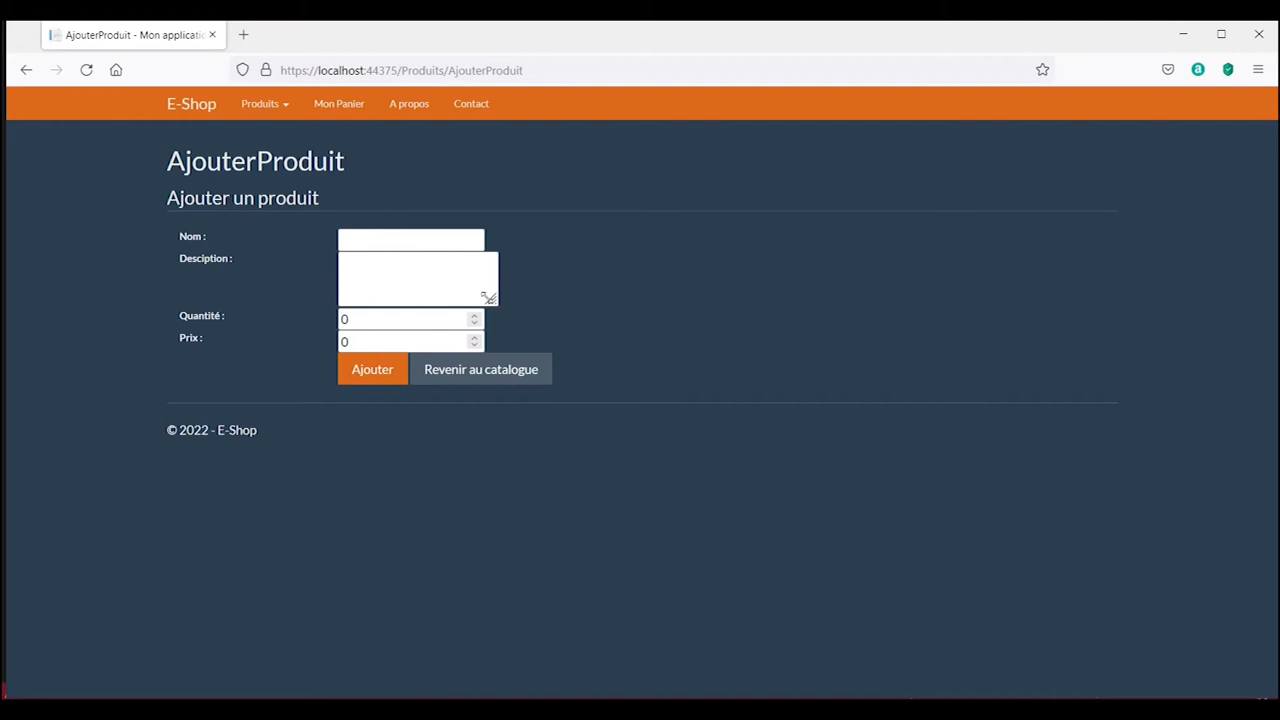 AjouterProduit - Mon applicatio
https://localhost:44375/Produits/AjouterProduit
E-Shop Produits Mon Panier A propos Contact
AjouterProduit
Ajouter un produit
Nom :
Desciption :
Quantité : 0
Prix : 0
Ajouter Revenir au catalogue
© 2022 - E-Shop